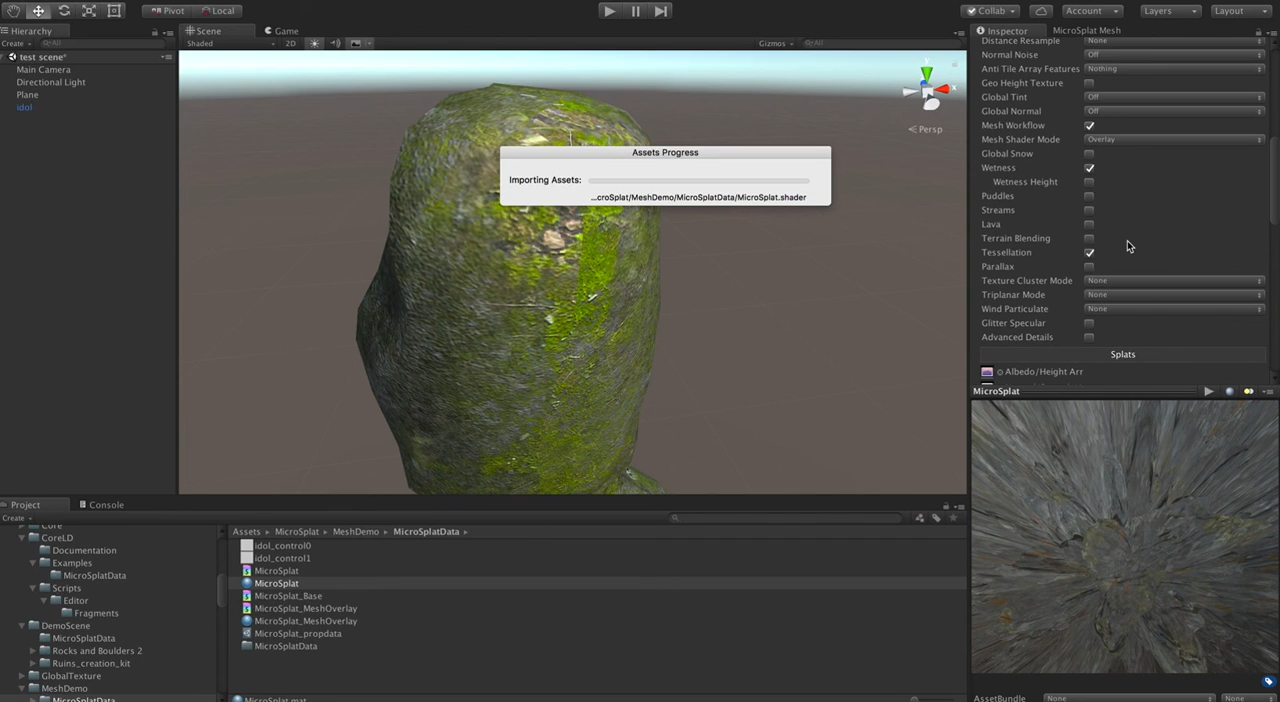 Pivot Local
Collab Account Layers Layout
Hierarchy
Create All
test scene*
Main Camera
Directional Light
Plane
idol
Scene Game
Shaded 2D Gizmos All
y
x
Persp
Assets Progress
Importing Assets:
...croSplat/MeshDemo/MicroSplatData/MicroSplat.shader
Inspector MicroSplat Mesh
Distance Resample None
Normal Noise Off
Anti Tile Array Features Nothing
Geo Height Texture
Global Tint Off
Global Normal Off
Mesh Workflow
Mesh Shader Mode Overlay
Global Snow
Wetness
Wetness Height
Puddles
Streams
Lava
Terrain Blending
Tessellation
Parallax
Texture Cluster Mode None
Triplanar Mode None
Wind Particulate None
Glitter Specular
Advanced Details
Splats
Albedo/Height Arr
MicroSplat
AssetBundle None None
Project Console
Create
Core
CoreLD
Documentation
Examples
MicroSplatData
Scripts
Editor
Fragments
DemoScene
MicroSplatData
Rocks and Boulders 2
Ruins_creation_kit
GlobalTexture
MeshDemo
MicroSplatData
Assets MicroSplat MeshDemo MicroSplatData
idol_control0
idol_control1
MicroSplat
MicroSplat
MicroSplat_Base
MicroSplat_MeshOverlay
MicroSplat_MeshOverlay
MicroSplat_propdata
MicroSplatData
MicroSplat.mat